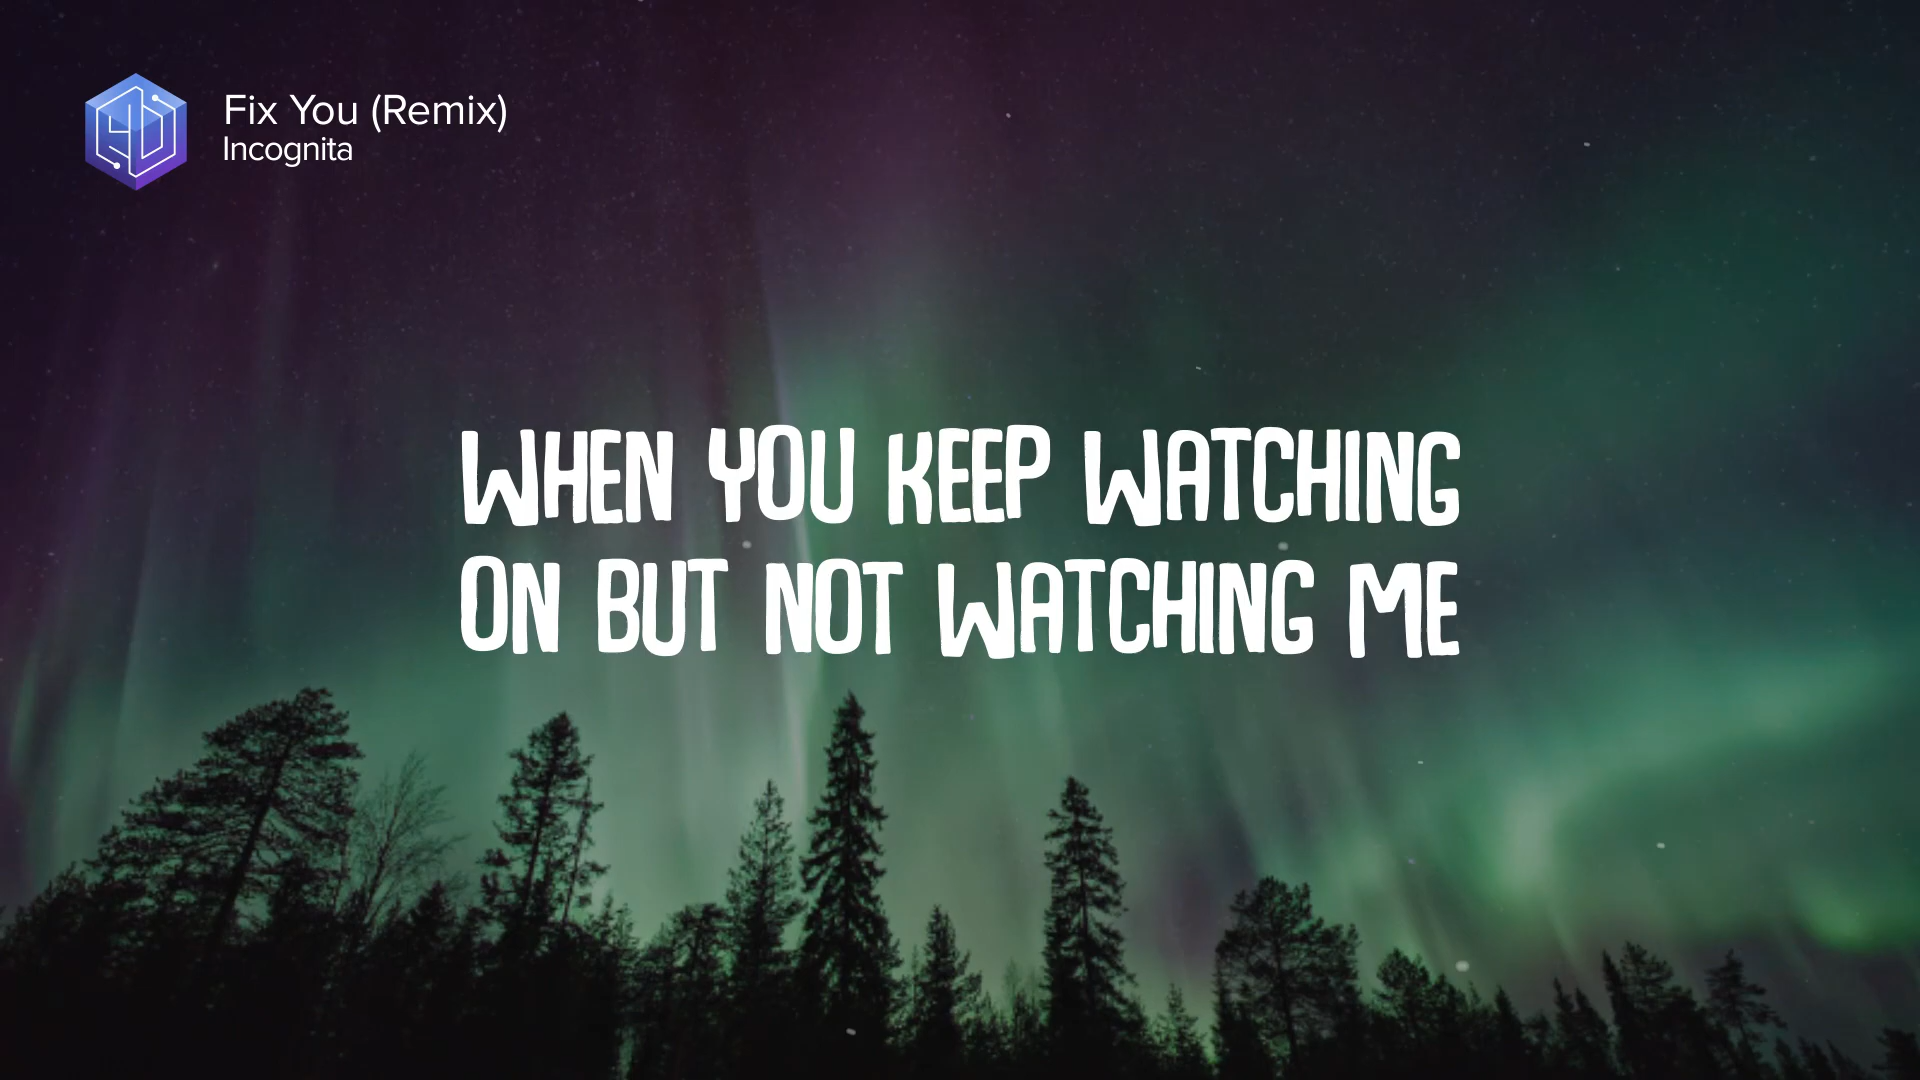 Fix You (Remix)
Incognita
WHEN YOU KEEP WATCHING
ON BUT NOT WATCHING ME